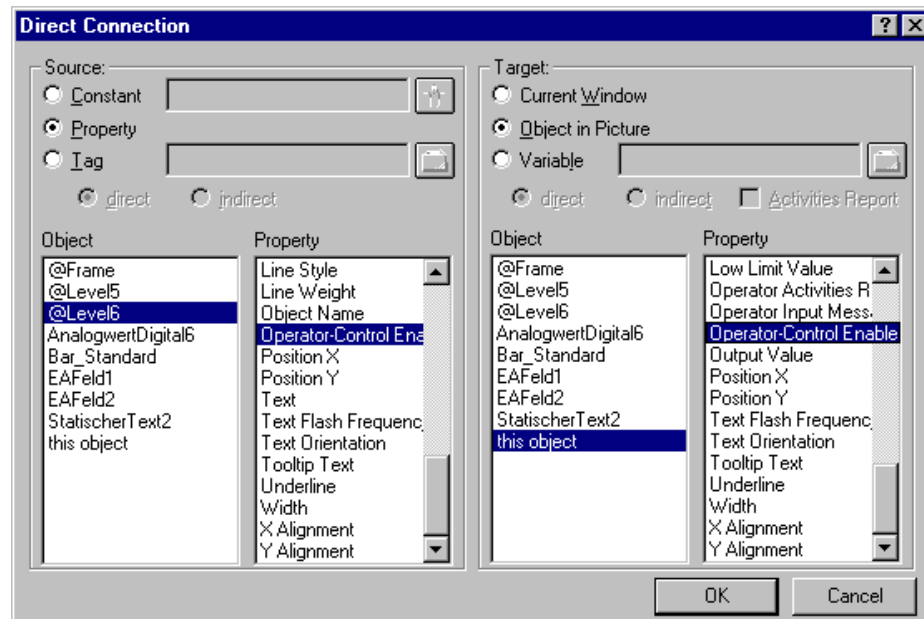 Direct Connection
Source:
Constant
Property
Tag
direct indirect
Object Property
@Frame
@Level5
@Level6
AnalogwertDigital6
Bar_Standard
EAFeld1
EAFeld2
StatischerText2
this object
Line Style
Line Weight
Object Name
Operator-Control Ena
Position X
Position Y
Text
Text Flash Frequenc
Text Orientation
Tooltip Text
Underline
Width
X Alignment
Y Alignment
Target:
Current Window
Object in Picture
Variable
direct indirect Activities Report
Object Property
@Frame
@Level5
@Level6
AnalogwertDigital6
Bar_Standard
EAFeld1
EAFeld2
StatischerText2
this object
Low Limit Value
Operator Activities R
Operator Input Mess
Operator-Control Enable
Output Value
Position X
Position Y
Text Flash Frequenc
Text Orientation
Tooltip Text
Underline
Width
X Alignment
Y Alignment
OK Cancel